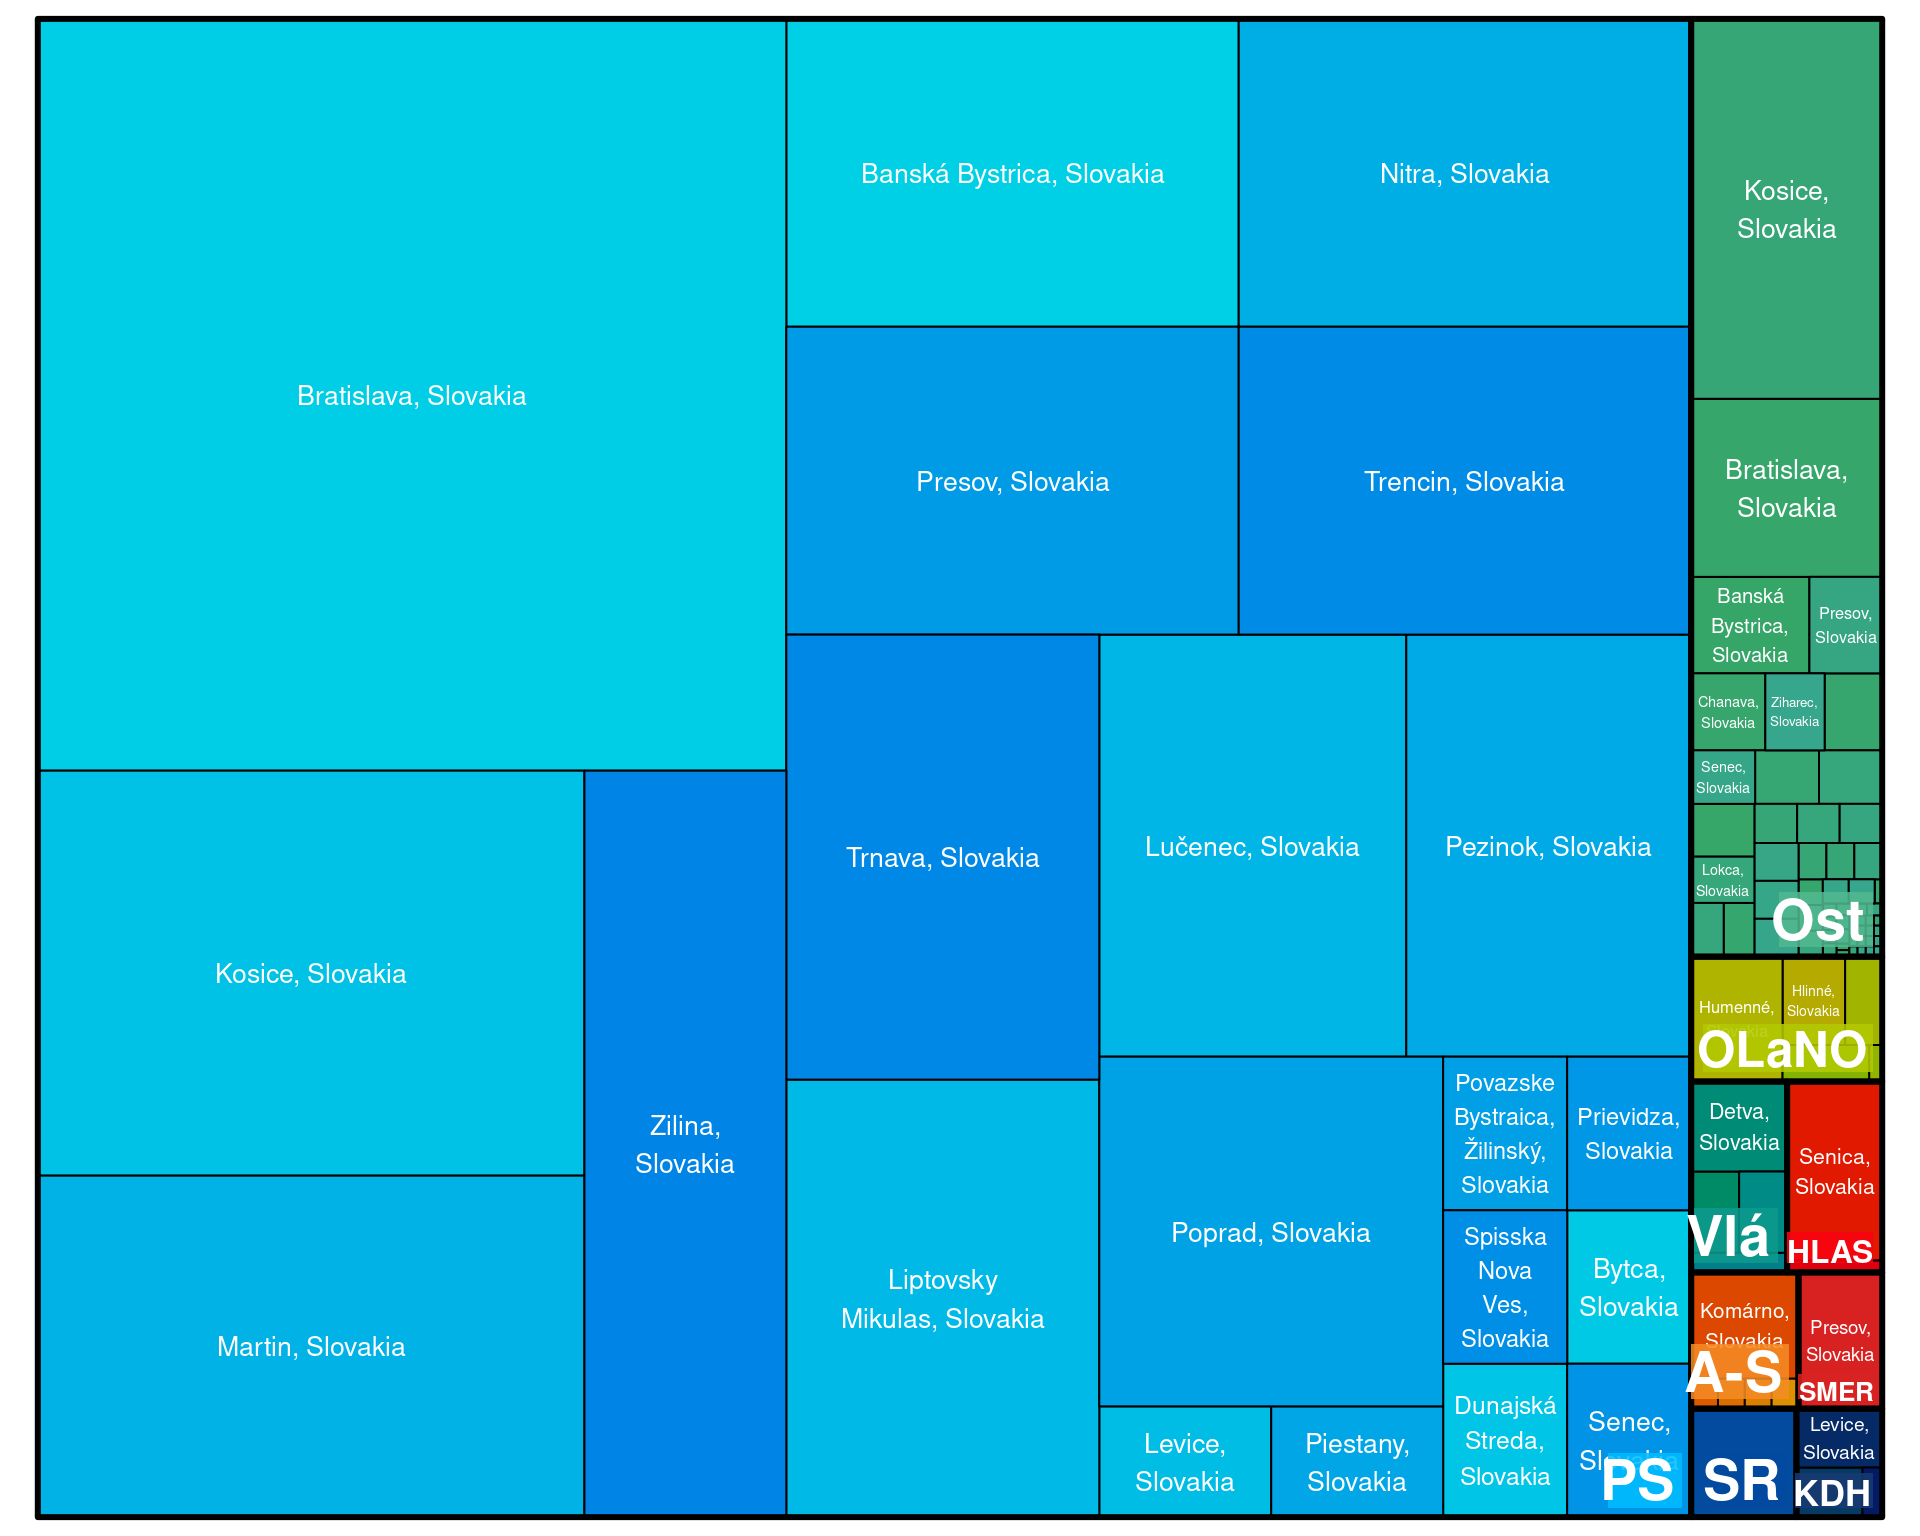 Bratislava, Slovakia
Banská Bystrica, Slovakia
Nitra, Slovakia
Presov, Slovakia
Trencin, Slovakia
Kosice, Slovakia
Martin, Slovakia
Zilina,
Slovakia
Trnava, Slovakia
Liptovsky
Mikulas, Slovakia
Lučenec, Slovakia
Pezinok, Slovakia
Poprad, Slovakia
Levice,
Slovakia
Piestany,
Slovakia
Povazske
Bystraica,
Žilinský,
Slovakia
Prievidza,
Slovakia
Spisska
Nova
Ves,
Slovakia
Bytca,
Slovakia
Dunajská
Streda,
Slovakia
Senec,
Slovakia
PS
Kosice,
Slovakia
Bratislava,
Slovakia
Banská
Bystrica,
Slovakia
Presov,
Slovakia
Chanava,
Slovakia
Ziharec,
Slovakia
Senec,
Slovakia
Lokca,
Slovakia
Ost
Humenné,
Slovakia
Hlinné,
Slovakia
OLaNO
Detva,
Slovakia
Vlá
Senica,
Slovakia
HLAS
Komárno,
Slovakia
A-S
Presov,
Slovakia
SMER
SR
Levice,
Slovakia
KDH